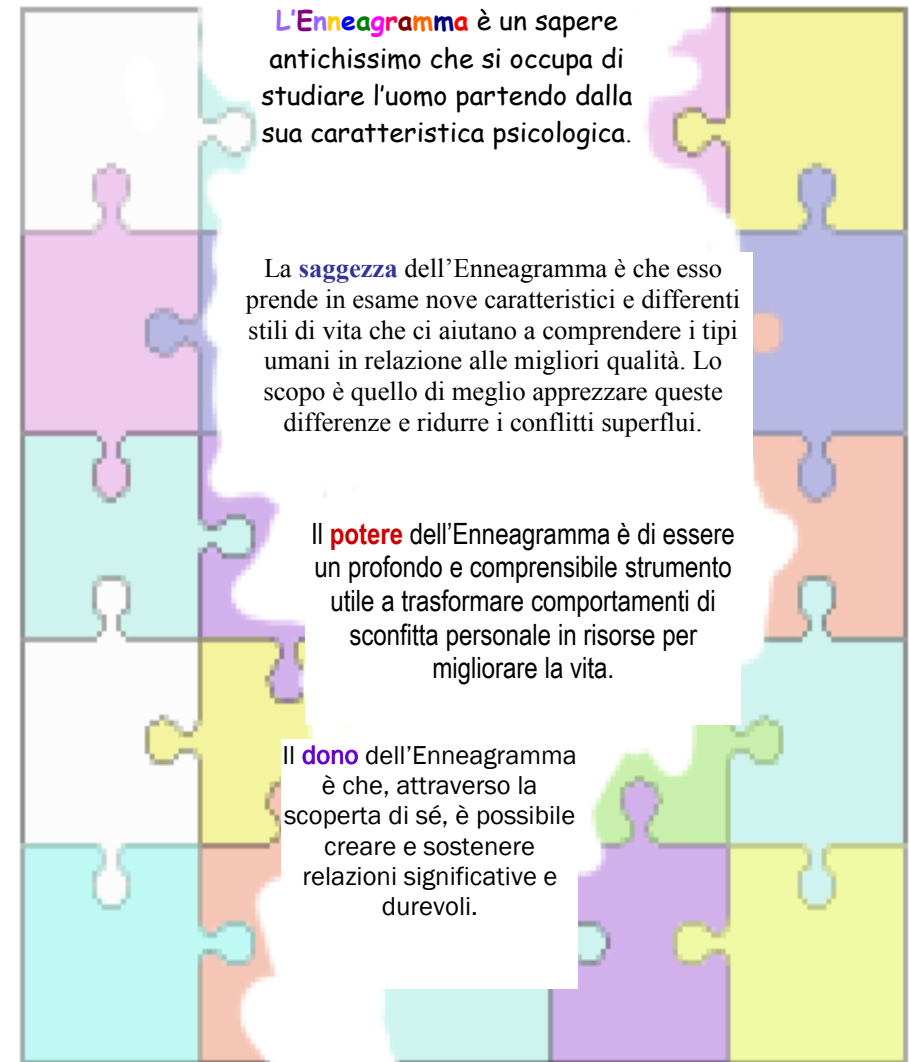 L'Enneagramma è un sapere
antichissimo che si occupa di
studiare l'uomo partendo dalla
sua caratteristica psicologica.
La saggezza dell'Enneagramma è che esso
prende in esame nove caratteristici e differenti
stili di vita che ci aiutano a comprendere i tipi
umani in relazione alle migliori qualità. Lo
scopo è quello di meglio apprezzare queste
differenze e ridurre i conflitti superflui.
Il potere dell'Enneagramma è di essere
un profondo e comprensibile strumento
utile a trasformare comportamenti di
sconfitta personale in risorse per
migliorare la vita.
Il dono dell'Enneagramma
è che, attraverso la
scoperta di sé, è possibile
creare e sostenere
relazioni significative e
durevoli.